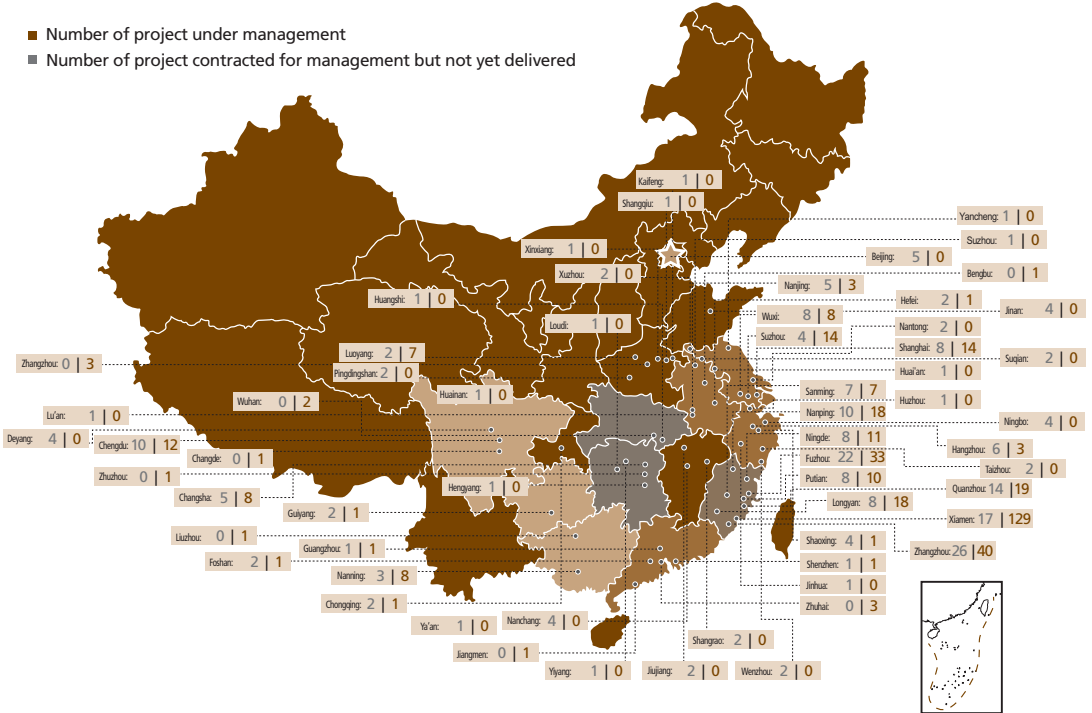 Number of project under management
Number of project contracted for management but not yet delivered
Kaifeng: 1 | 0
Shangqiu: 1 | 0
Yancheng: 1 | 0
Suzhou: 1 | 0
Xinxiang: 1 | 0
Beijing: 5 | 0
Xuzhou: 2 | 0
Bengbu: 0 | 1
Nanjing: 5 | 3
Huangshi: 1 | 0
Hefei: 2 | 1
Jinan: 4 | 0
Wuxi: 8 | 8
Loudi: 1 | 0
Nantong: 2 | 0
Suzhou: 4 | 14
Shanghai: 8 | 14
Luoyang: 2 | 7
Suqian: 2 | 0
Zhangzhou: 0 | 3
Pingdingshan: 2 | 0
Huai'an: 1 | 0
Sanming: 7 | 7
Huainan: 1 | 0
Huzhou: 1 | 0
Wuhan: 0 | 2
Nanping: 10 | 18
Lu'an: 1 | 0
Ningbo: 4 | 0
Deyang: 4 | 0
Ningde: 8 | 11
Chengdu: 10 | 12
Hangzhou: 6 | 3
Changde: 0 | 1
Fuzhou: 22 | 33
Taizhou: 2 | 0
Zhuzhou: 0 | 1
Putian: 8 | 10
Hengyang: 1 | 0
Quanzhou: 14 | 19
Changsha: 5 | 8
Longyan: 8 | 18
Guiyang: 2 | 1
Xiamen: 17 | 129
Liuzhou: 0 | 1
Shaoxing: 4 | 1
Guangzhou: 1 | 1
Zhangzhou: 26 | 40
Foshan: 2 | 1
Shenzhen: 1 | 1
Nanning: 3 | 8
Jinhua: 1 | 0
Chongqing: 2 | 1
Zhuhai: 0 | 3
Ya'an: 1 | 0
Nanchang: 4 | 0
Shangrao: 2 | 0
Jiangmen: 0 | 1
Yiyang: 1 | 0
Jiujiang: 2 | 0
Wenzhou: 2 | 0